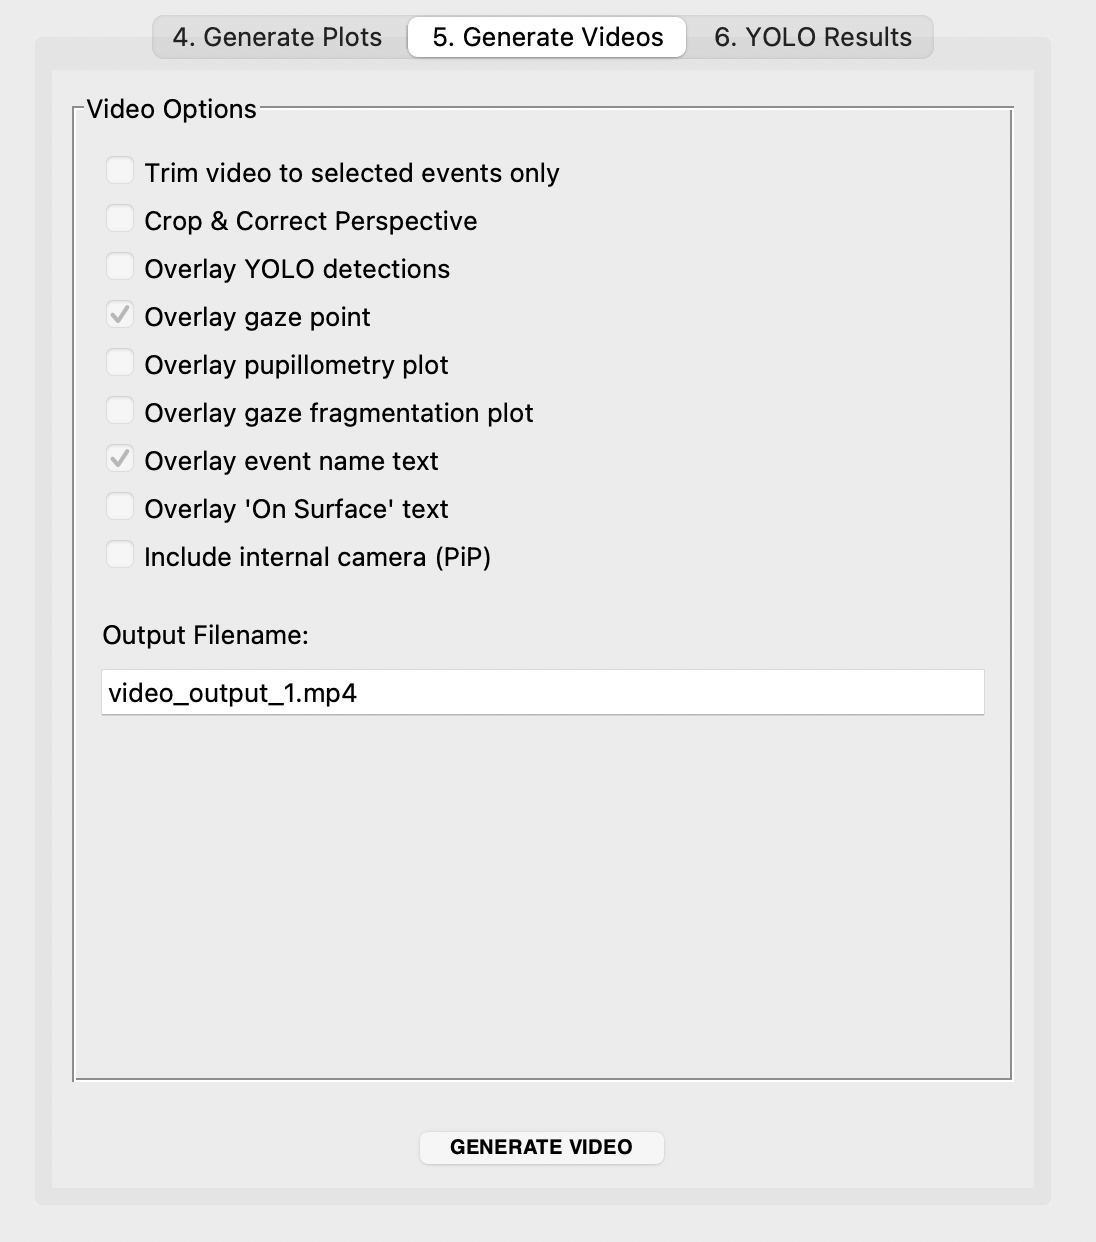 4. Generate Plots 5. Generate Videos 6. YOLO Results
Video Options
Trim video to selected events only
Crop & Correct Perspective
Overlay YOLO detections
Overlay gaze point
Overlay pupillometry plot
Overlay gaze fragmentation plot
Overlay event name text
Overlay 'On Surface' text
Include internal camera (PiP)
Output Filename:
video_output_1.mp4
GENERATE VIDEO